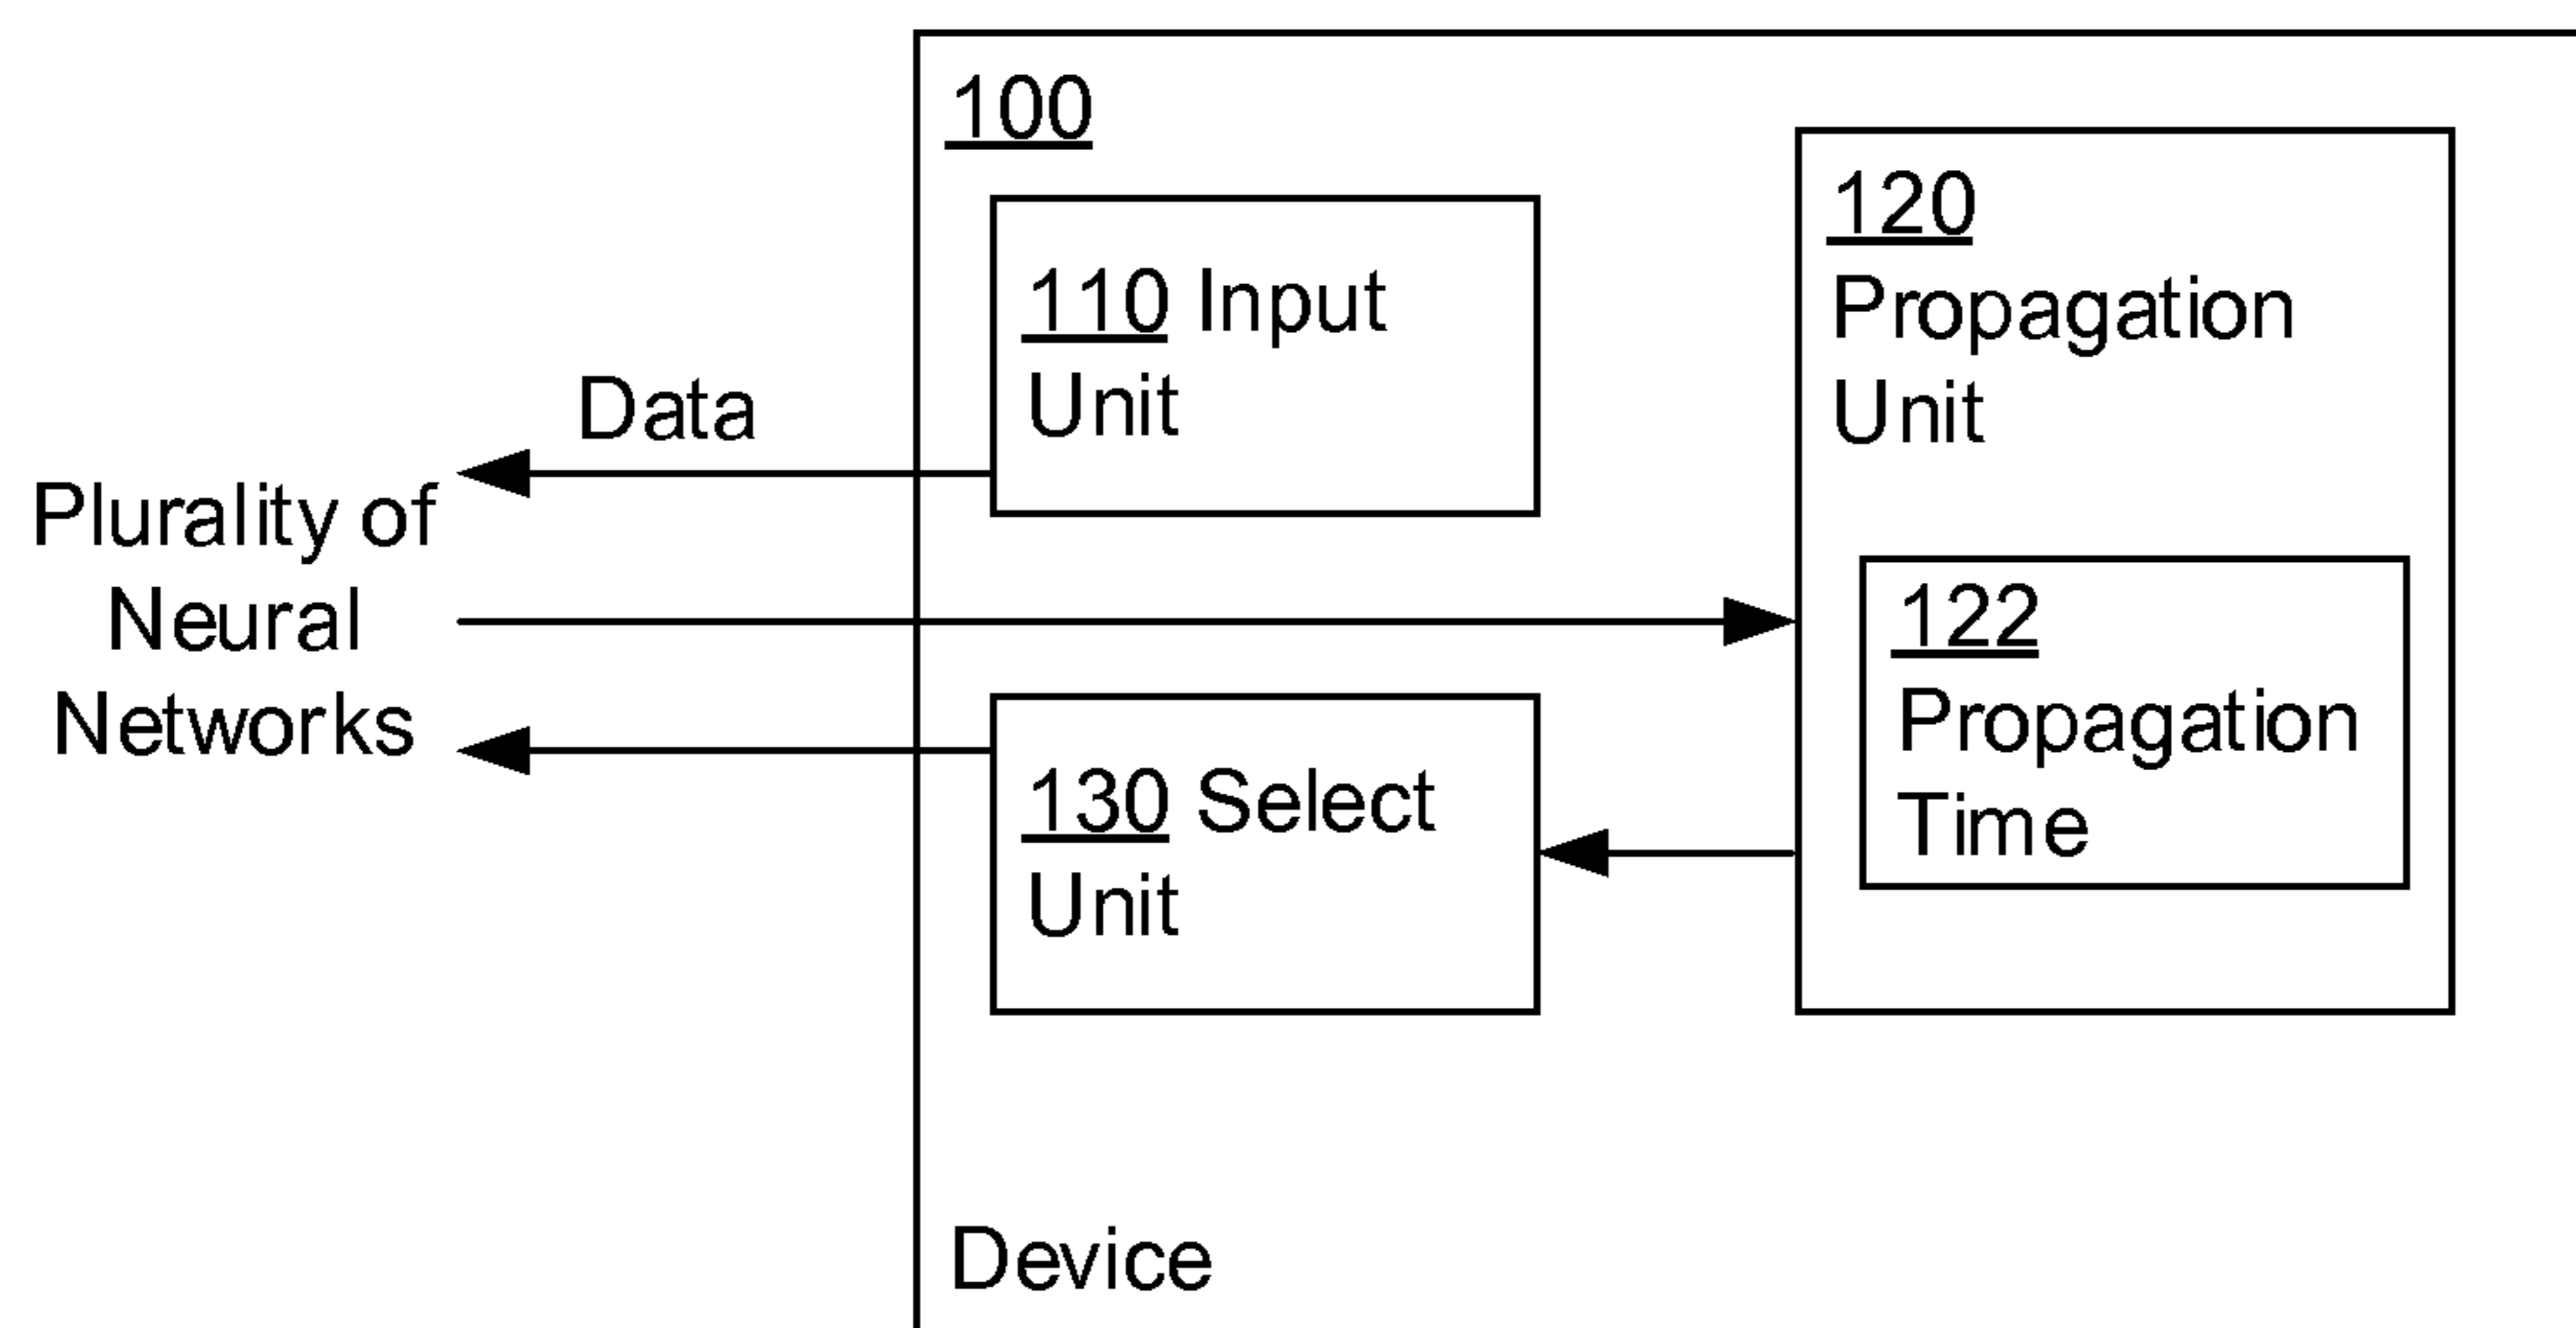 100
110 Input
Unit
120
Propagation
Unit
Data
Plurality of
Neural
Networks
122
Propagation
Time
130 Select
Unit
Device